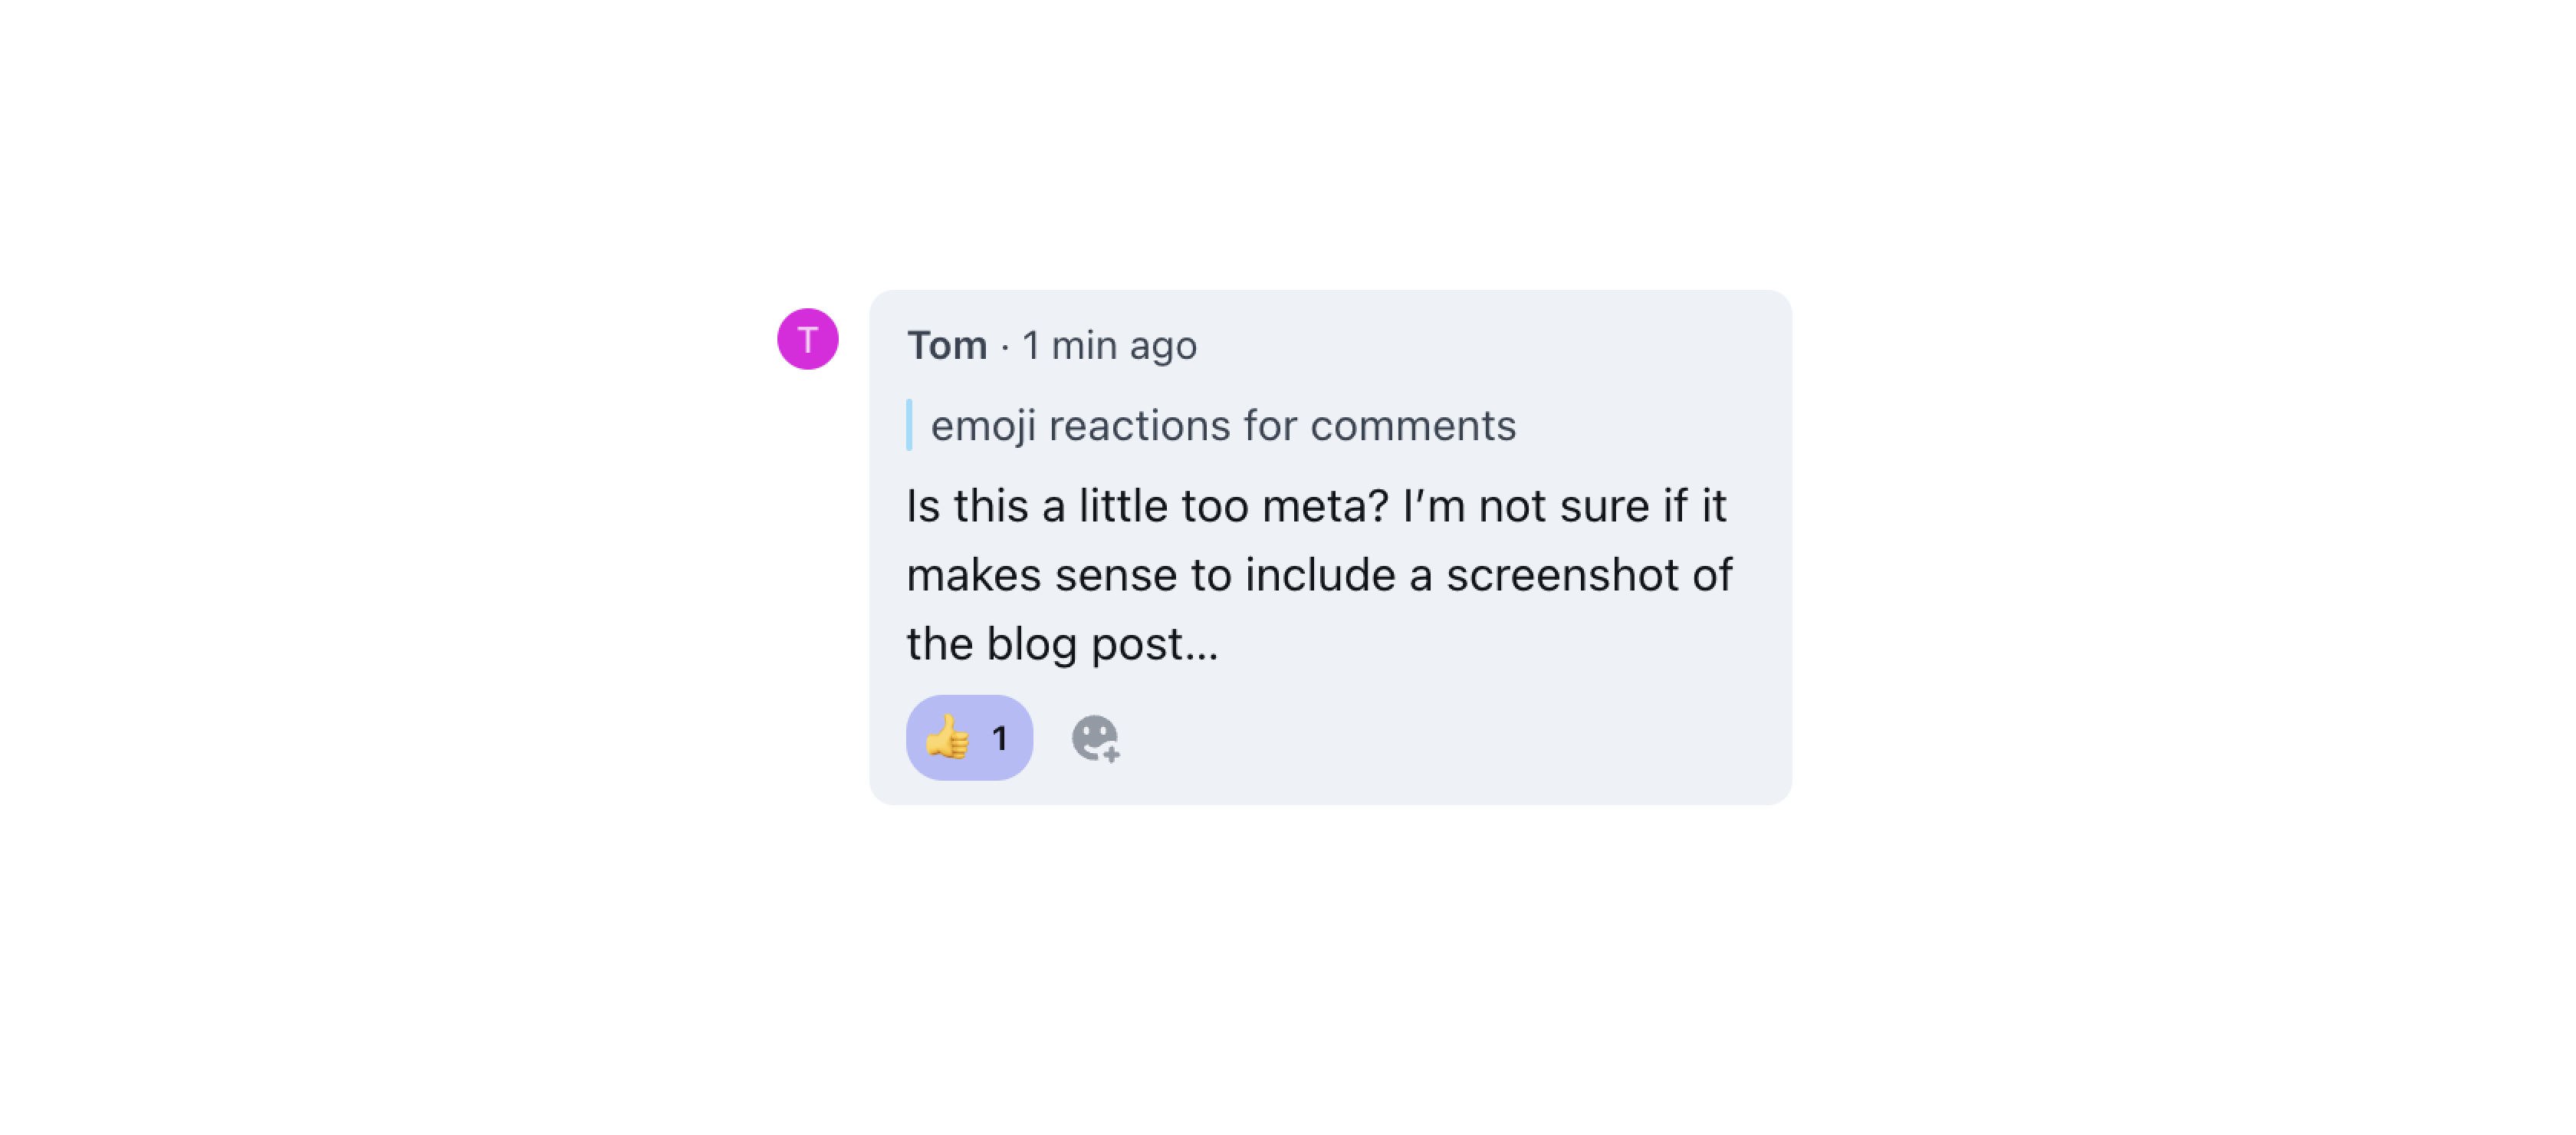 T
Tom · 1 min ago
emoji reactions for comments
Is this a little too meta? I’m not sure if it
makes sense to include a screenshot of
the blog post…
👍 1